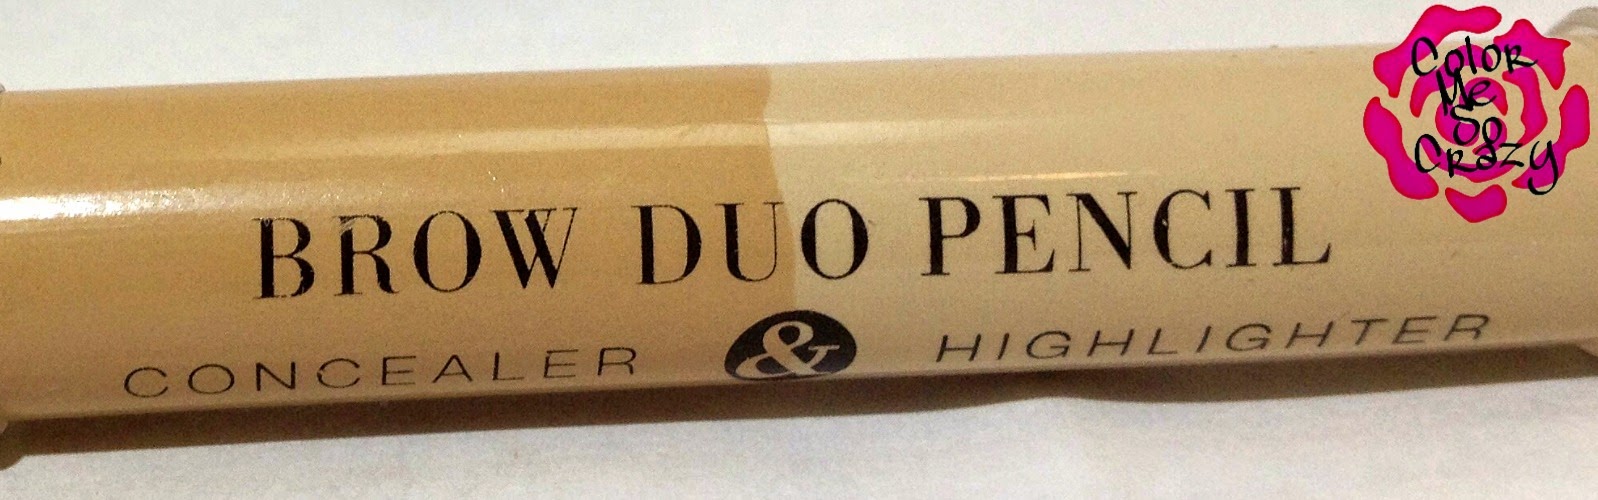 BROW DUO PENCIL
CONCEALER & HIGHLIGHTER
Color
Me
So
Crazy